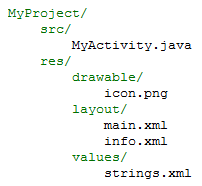 MyProject/
    src/
        MyActivity.java
    res/
        drawable/
            icon.png
        layout/
            main.xml
            info.xml
        values/
            strings.xml